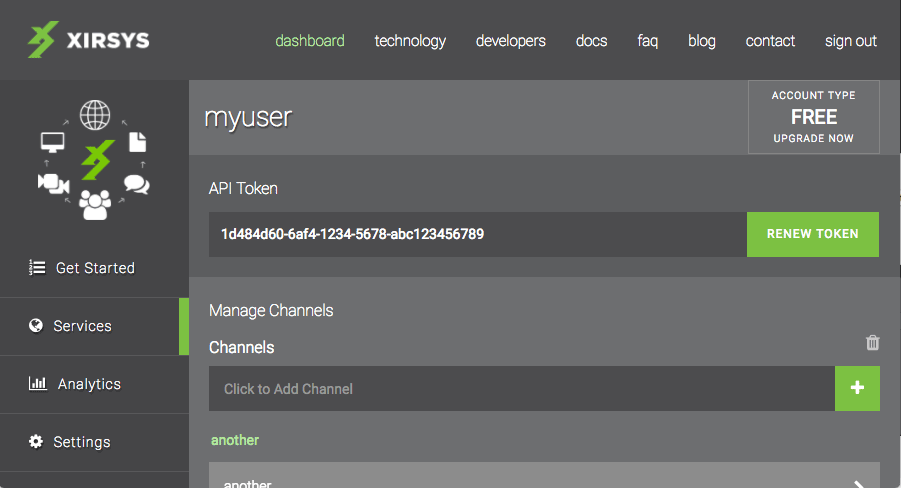 XIRSYS
dashboard technology developers docs faq blog contact sign out
myuser
ACCOUNT TYPE
FREE
UPGRADE NOW
API Token
1d484d60-6af4-1234-5678-abc123456789 RENEW TOKEN
Get Started
Services
Analytics
Settings
Manage Channels
Channels
Click to Add Channel
another
another